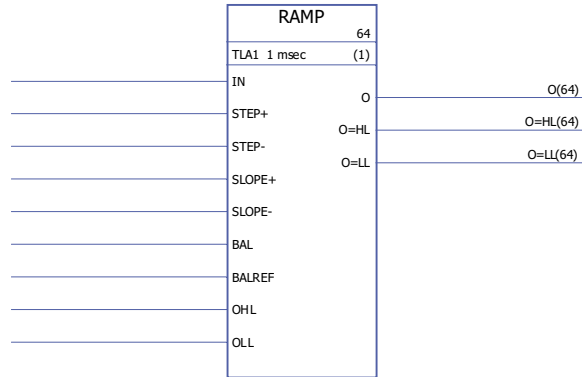 RAMP
64
TLA1 1 msec (1)
IN
O O(64)
STEP+
O=HL O=HL(64)
STEP-
O=LL O=LL(64)
SLOPE+
SLOPE-
BAL
BALREF
OHL
OLL